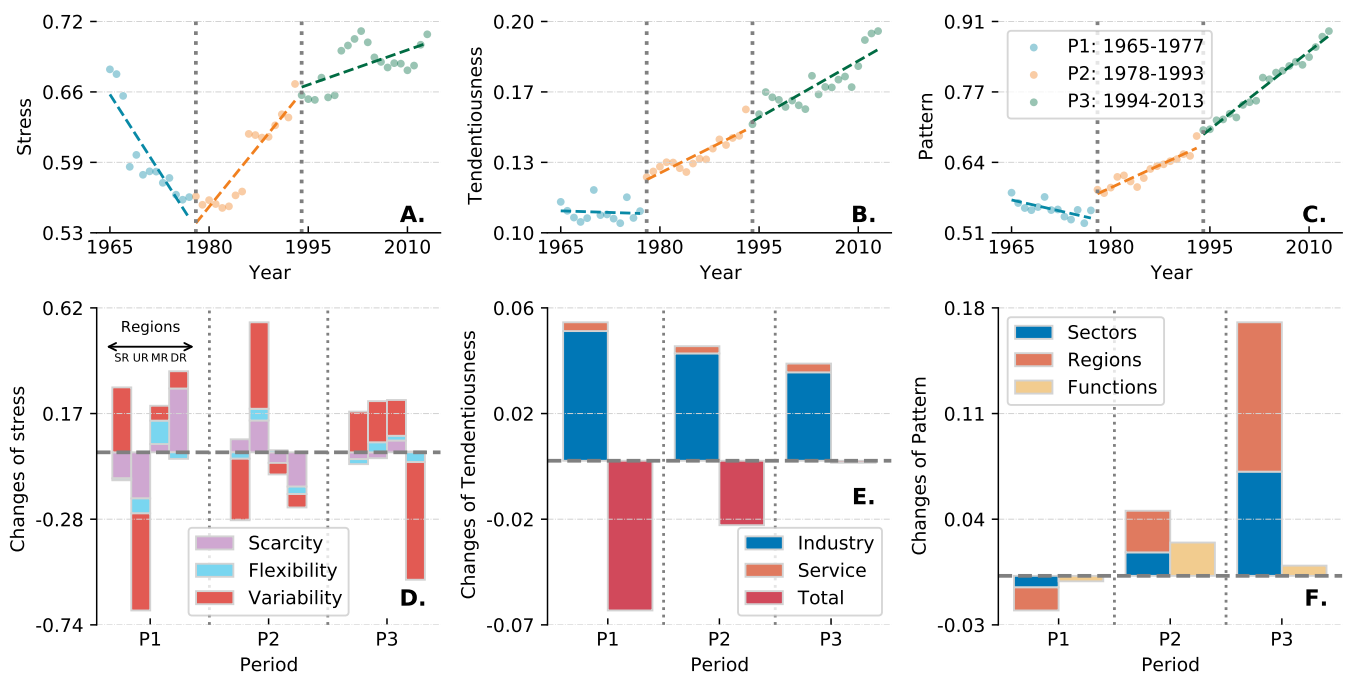 0.72
0.66
0.59
0.53
Stress
1965
1980
1995
2010
Year
A.
0.20
0.17
0.13
0.10
Tendentiousness
1965
1980
1995
2010
Year
B.
0.91
0.77
0.64
0.51
Pattern
P1: 1965-1977
P2: 1978-1993
P3: 1994-2013
1965
1980
1995
2010
Year
C.
0.62
0.17
-0.28
-0.74
Changes of stress
Regions
SR UR MR DR
Scarcity
Flexibility
Variability
P1
P2
P3
Period
D.
0.06
0.02
-0.02
-0.07
Changes of Tendentiousness
Industry
Service
Total
P1
P2
P3
Period
E.
0.18
0.11
0.04
-0.03
Changes of Pattern
Sectors
Regions
Functions
P1
P2
P3
Period
F.